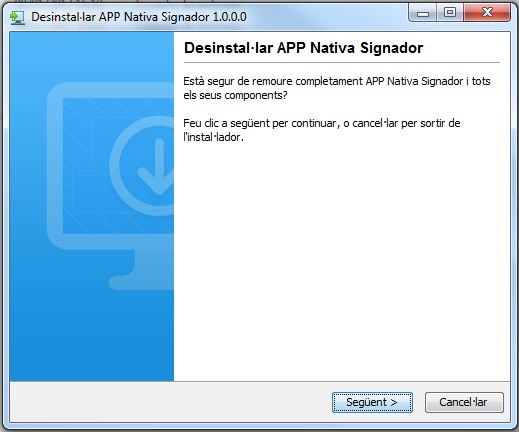 Desinstal·lar APP Nativa Signador 1.0.0.0
Desinstal·lar APP Nativa Signador
Està segur de remoure completament APP Nativa Signador i tots
els seus components?
Feu clic a següent per continuar, o cancel·lar per sortir de
l'instal·lador.
Següent >
Cancel·lar